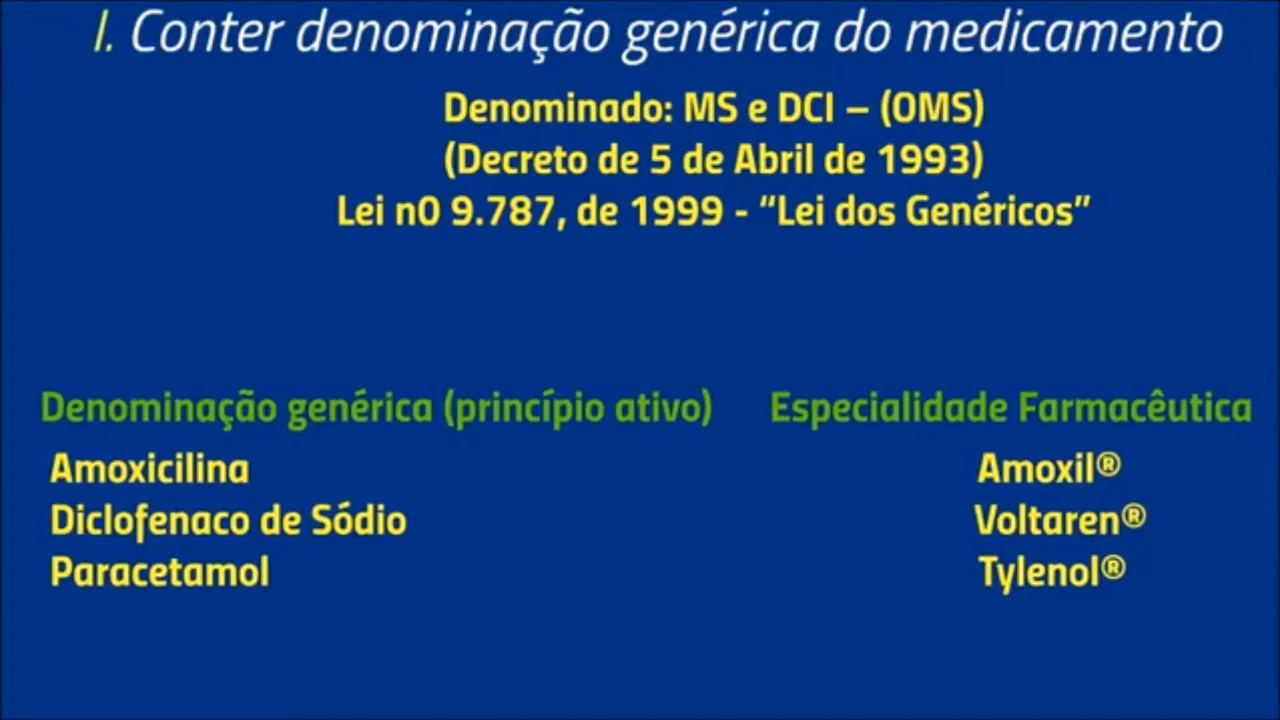 I. Conter denominação genérica do medicamento
Denominado: MS e DCI – (OMS)
(Decreto de 5 de Abril de 1993)
Lei n0 9.787, de 1999 - “Lei dos Genéricos”
Denominação genérica (princípio ativo) Especialidade Farmacêutica
Amoxicilina Amoxil®
Diclofenaco de Sódio Voltaren®
Paracetamol Tylenol®